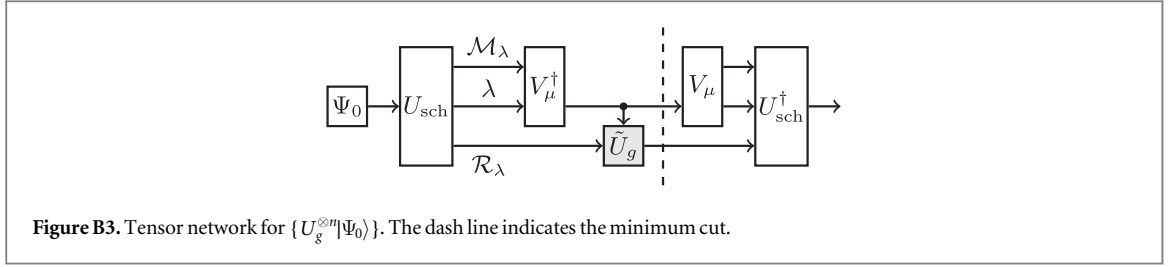 ℳ_λ
Ψ₀ U_sch λ V_μ^† V_μ U_sch^†
Ũ_g
ℛ_λ
Figure B3. Tensor network for {U_g^{⊗n}|Ψ₀⟩}. The dash line indicates the minimum cut.